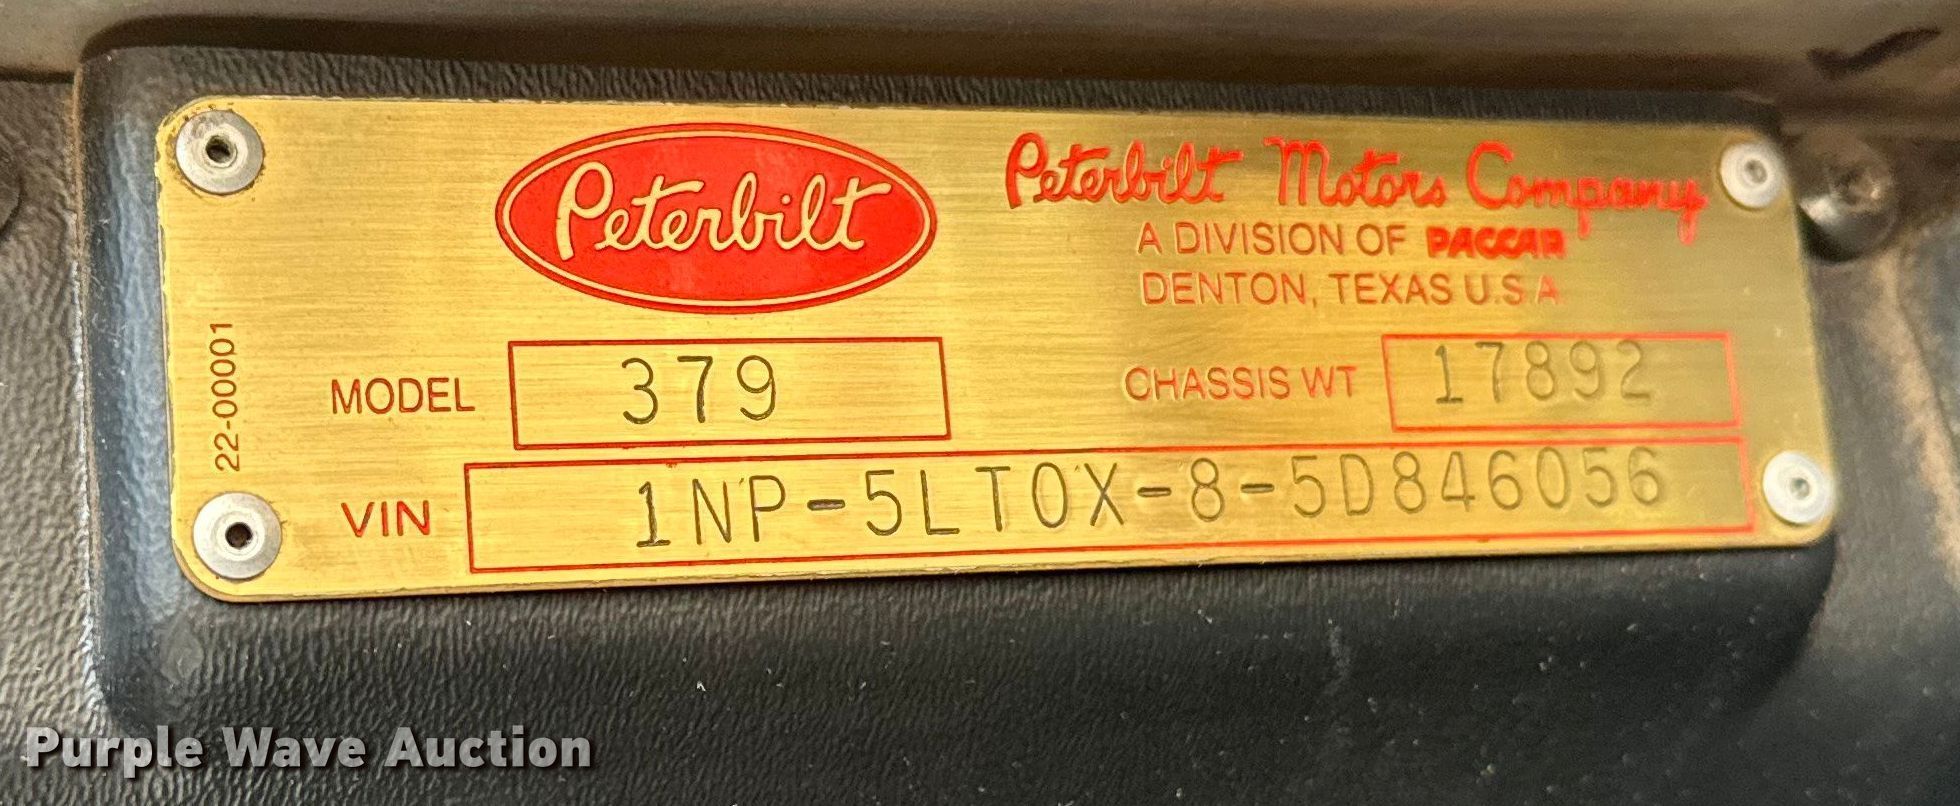 Peterbilt
Peterbilt Motors Company
A DIVISION OF PACCAR
DENTON, TEXAS U.S.A
22-00001
MODEL 379
CHASSIS WT 17892
VIN 1NP-5LT0X-8-5D846056
Purple Wave Auction